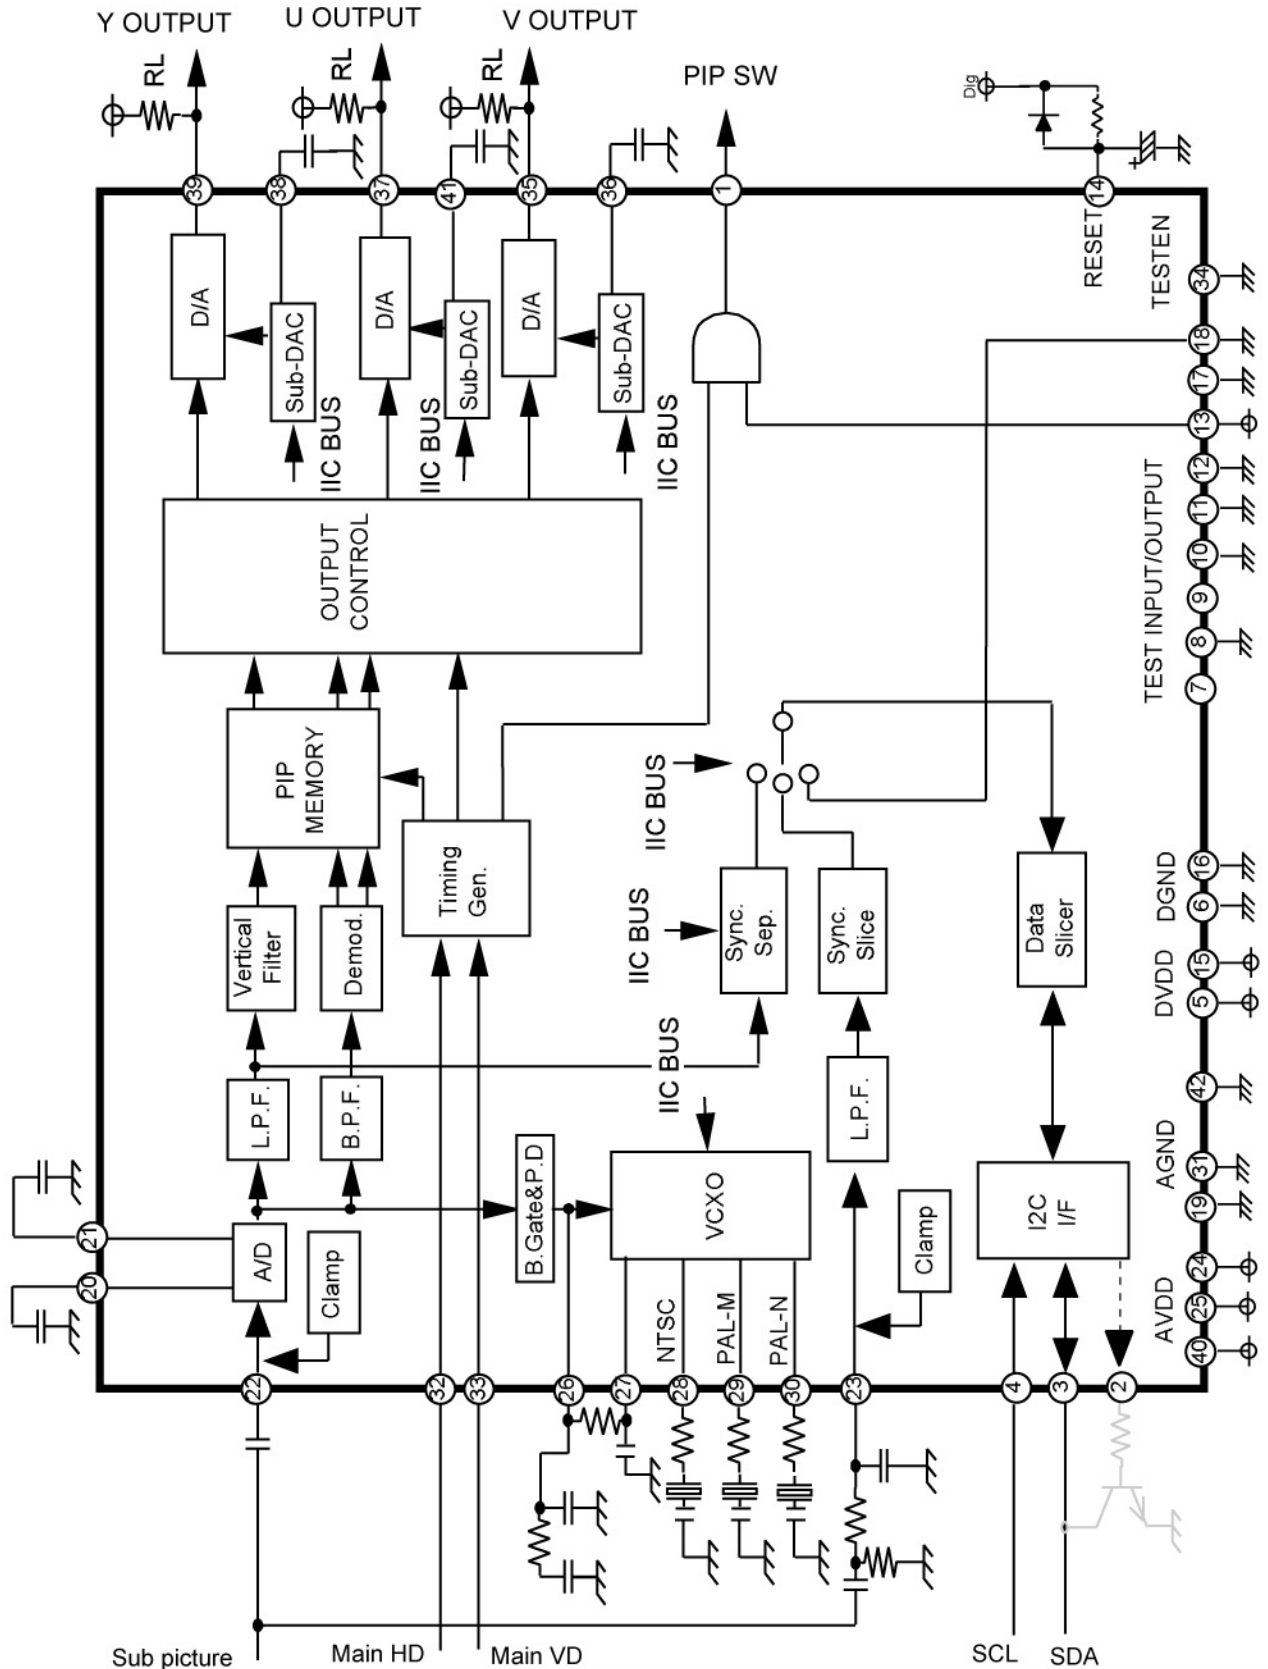 Y OUTPUT
U OUTPUT
V OUTPUT
RL
RL
RL
PIP SW
Dig
39
38
37
41
35
36
1
14
RESET
TESTEN
34
D/A
D/A
D/A
Sub-DAC
Sub-DAC
Sub-DAC
IIC BUS
IIC BUS
IIC BUS
18
17
13
12
11
10
9
8
7
TEST INPUT/OUTPUT
OUTPUT
CONTROL
PIP
MEMORY
Timing
Gen.
IIC BUS
IIC BUS
IIC BUS
Vertical
Filter
Demod.
Sync.
Sep.
Sync.
Slice
Data
Slicer
16
6
DGND
15
5
DVDD
L.P.F.
B.P.F.
L.P.F.
42
31
19
AGND
B.Gate&P.D
VCXO
I2C
I/F
21
20
A/D
Clamp
Clamp
NTSC
PAL-M
PAL-N
24
25
40
AVDD
22
32
33
26
27
28
29
30
23
4
3
2
Sub picture
Main HD
Main VD
SCL
SDA